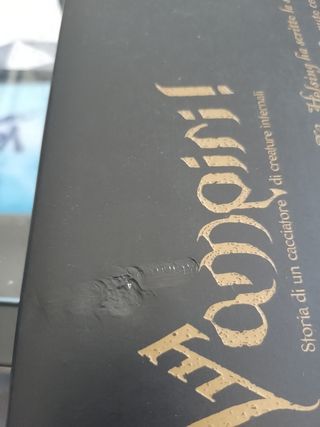 Vampiri!
Storia di un cacciatore di creature infernali
Helsing ha scritto